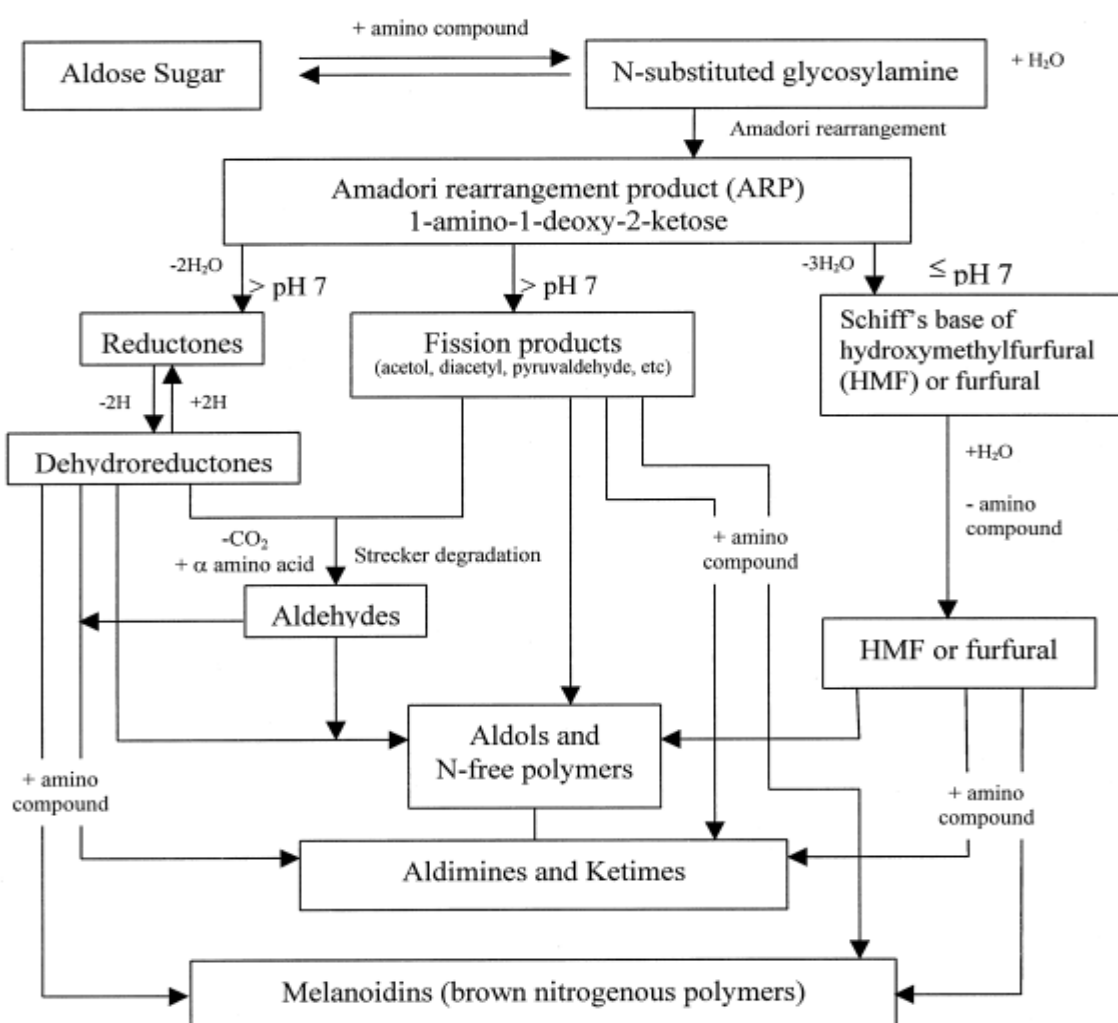 + amino compound
Aldose Sugar
N-substituted glycosylamine
+ H₂O
Amadori rearrangement
Amadori rearrangement product (ARP)
1-amino-1-deoxy-2-ketose
-2H₂O
> pH 7
> pH 7
-3H₂O
≤ pH 7
Reductones
Fission products
(acetol, diacetyl, pyruvaldehyde, etc)
Schiff's base of
hydroxymethylfurfural
(HMF) or furfural
-2H
+2H
Dehydroreductones
+H₂O
- amino
compound
-CO₂
+ α amino acid
Strecker degradation
+ amino
compound
Aldehydes
HMF or furfural
Aldols and
N-free polymers
+ amino
compound
+ amino
compound
Aldimines and Ketimes
Melanoidins (brown nitrogenous polymers)